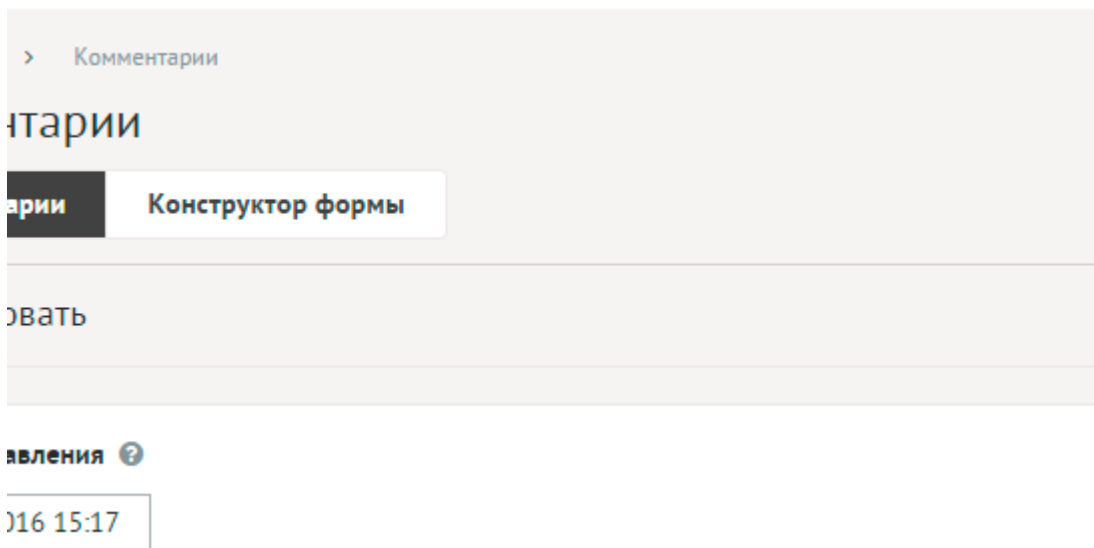 > Комментарии
нтарии
арии Конструктор формы
овать
авления ?
016 15:17